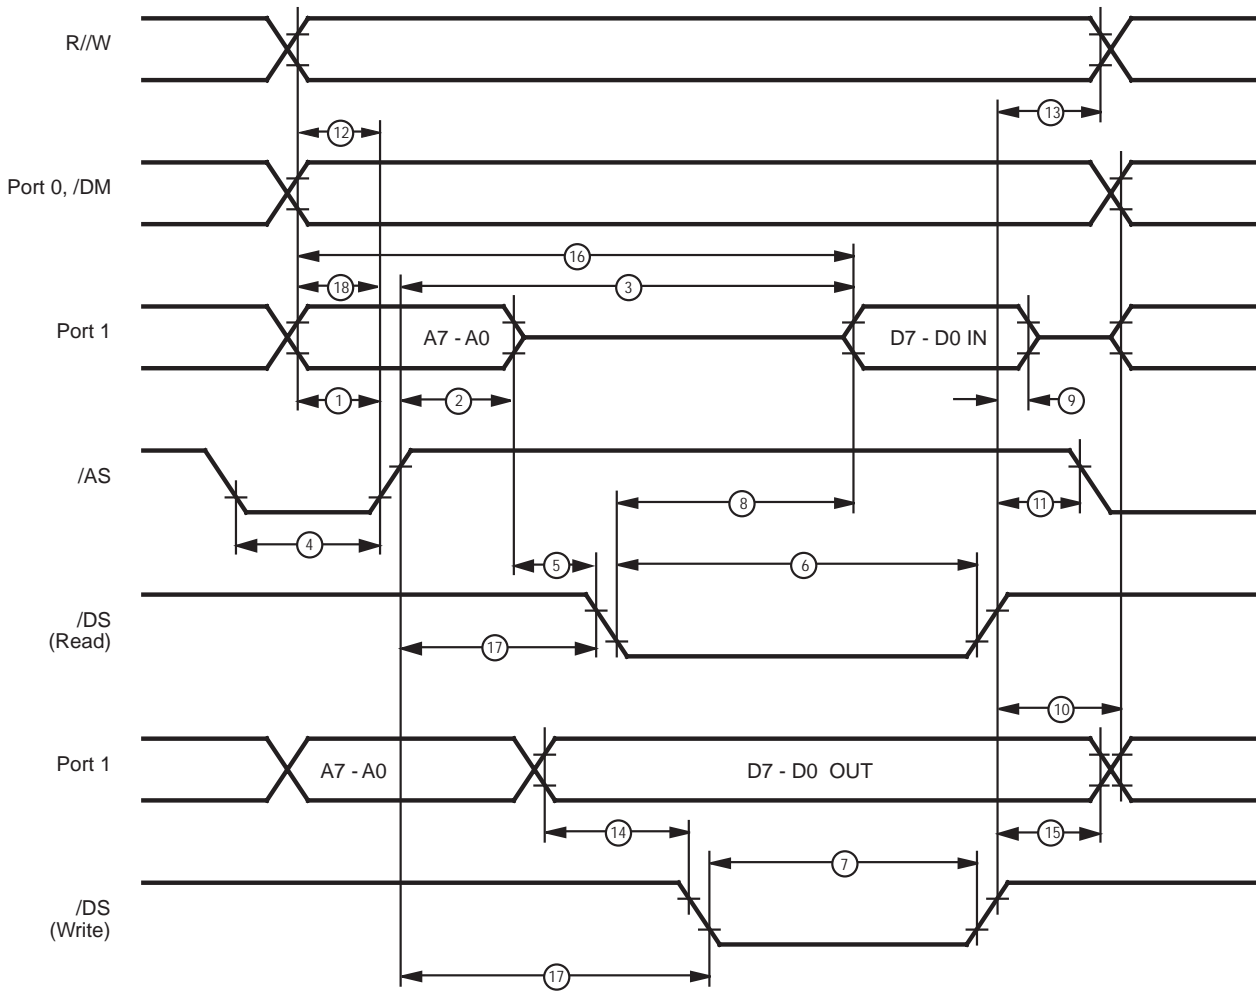 R//W
13
12
Port 0, /DM
16
18
3
Port 1
A7 - A0
D7 - D0 IN
1
2
9
/AS
8
11
4
5
6
/DS
(Read)
17
10
Port 1
A7 - A0
D7 - D0 OUT
14
15
7
/DS
(Write)
17